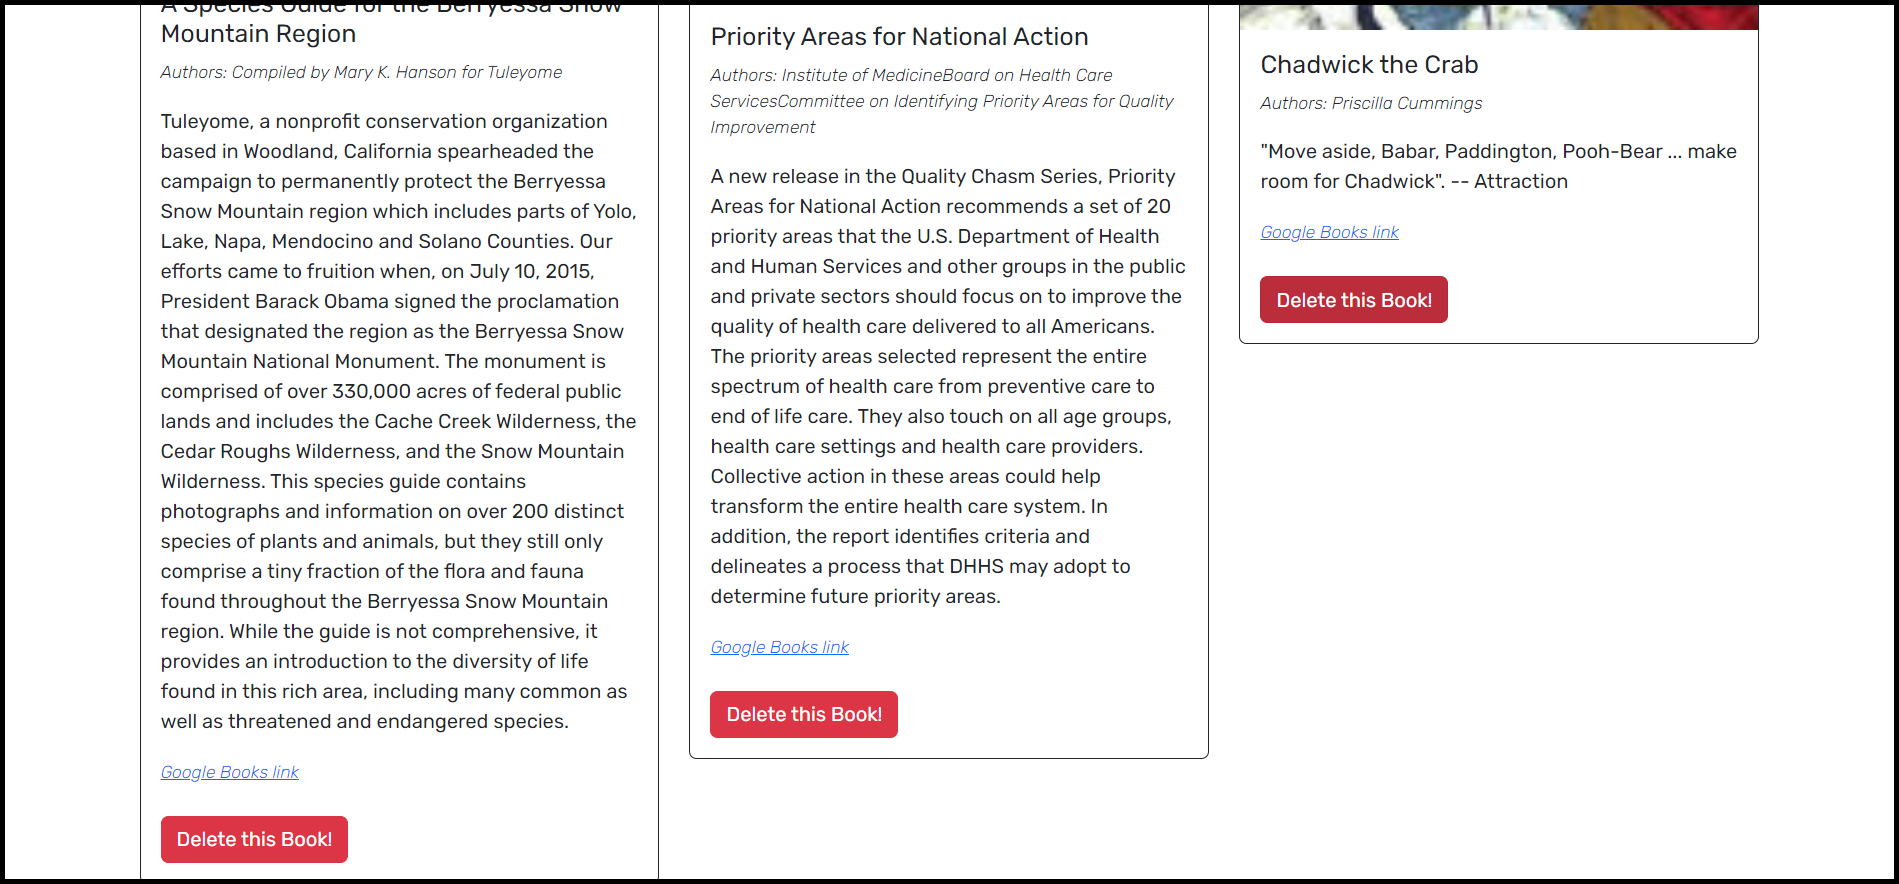 A Species Guide for the Berryessa Snow
Mountain Region
Authors: Compiled by Mary K. Hanson for Tuleyome
Tuleyome, a nonprofit conservation organization
based in Woodland, California spearheaded the
campaign to permanently protect the Berryessa
Snow Mountain region which includes parts of Yolo,
Lake, Napa, Mendocino and Solano Counties. Our
efforts came to fruition when, on July 10, 2015,
President Barack Obama signed the proclamation
that designated the region as the Berryessa Snow
Mountain National Monument. The monument is
comprised of over 330,000 acres of federal public
lands and includes the Cache Creek Wilderness, the
Cedar Roughs Wilderness, and the Snow Mountain
Wilderness. This species guide contains
photographs and information on over 200 distinct
species of plants and animals, but they still only
comprise a tiny fraction of the flora and fauna
found throughout the Berryessa Snow Mountain
region. While the guide is not comprehensive, it
provides an introduction to the diversity of life
found in this rich area, including many common as
well as threatened and endangered species.
Google Books link
Delete this Book!
Priority Areas for National Action
Authors: Institute of MedicineBoard on Health Care
ServicesCommittee on Identifying Priority Areas for Quality
Improvement
A new release in the Quality Chasm Series, Priority
Areas for National Action recommends a set of 20
priority areas that the U.S. Department of Health
and Human Services and other groups in the public
and private sectors should focus on to improve the
quality of health care delivered to all Americans.
The priority areas selected represent the entire
spectrum of health care from preventive care to
end of life care. They also touch on all age groups,
health care settings and health care providers.
Collective action in these areas could help
transform the entire health care system. In
addition, the report identifies criteria and
delineates a process that DHHS may adopt to
determine future priority areas.
Google Books link
Delete this Book!
Chadwick the Crab
Authors: Priscilla Cummings
"Move aside, Babar, Paddington, Pooh-Bear ... make
room for Chadwick". -- Attraction
Google Books link
Delete this Book!